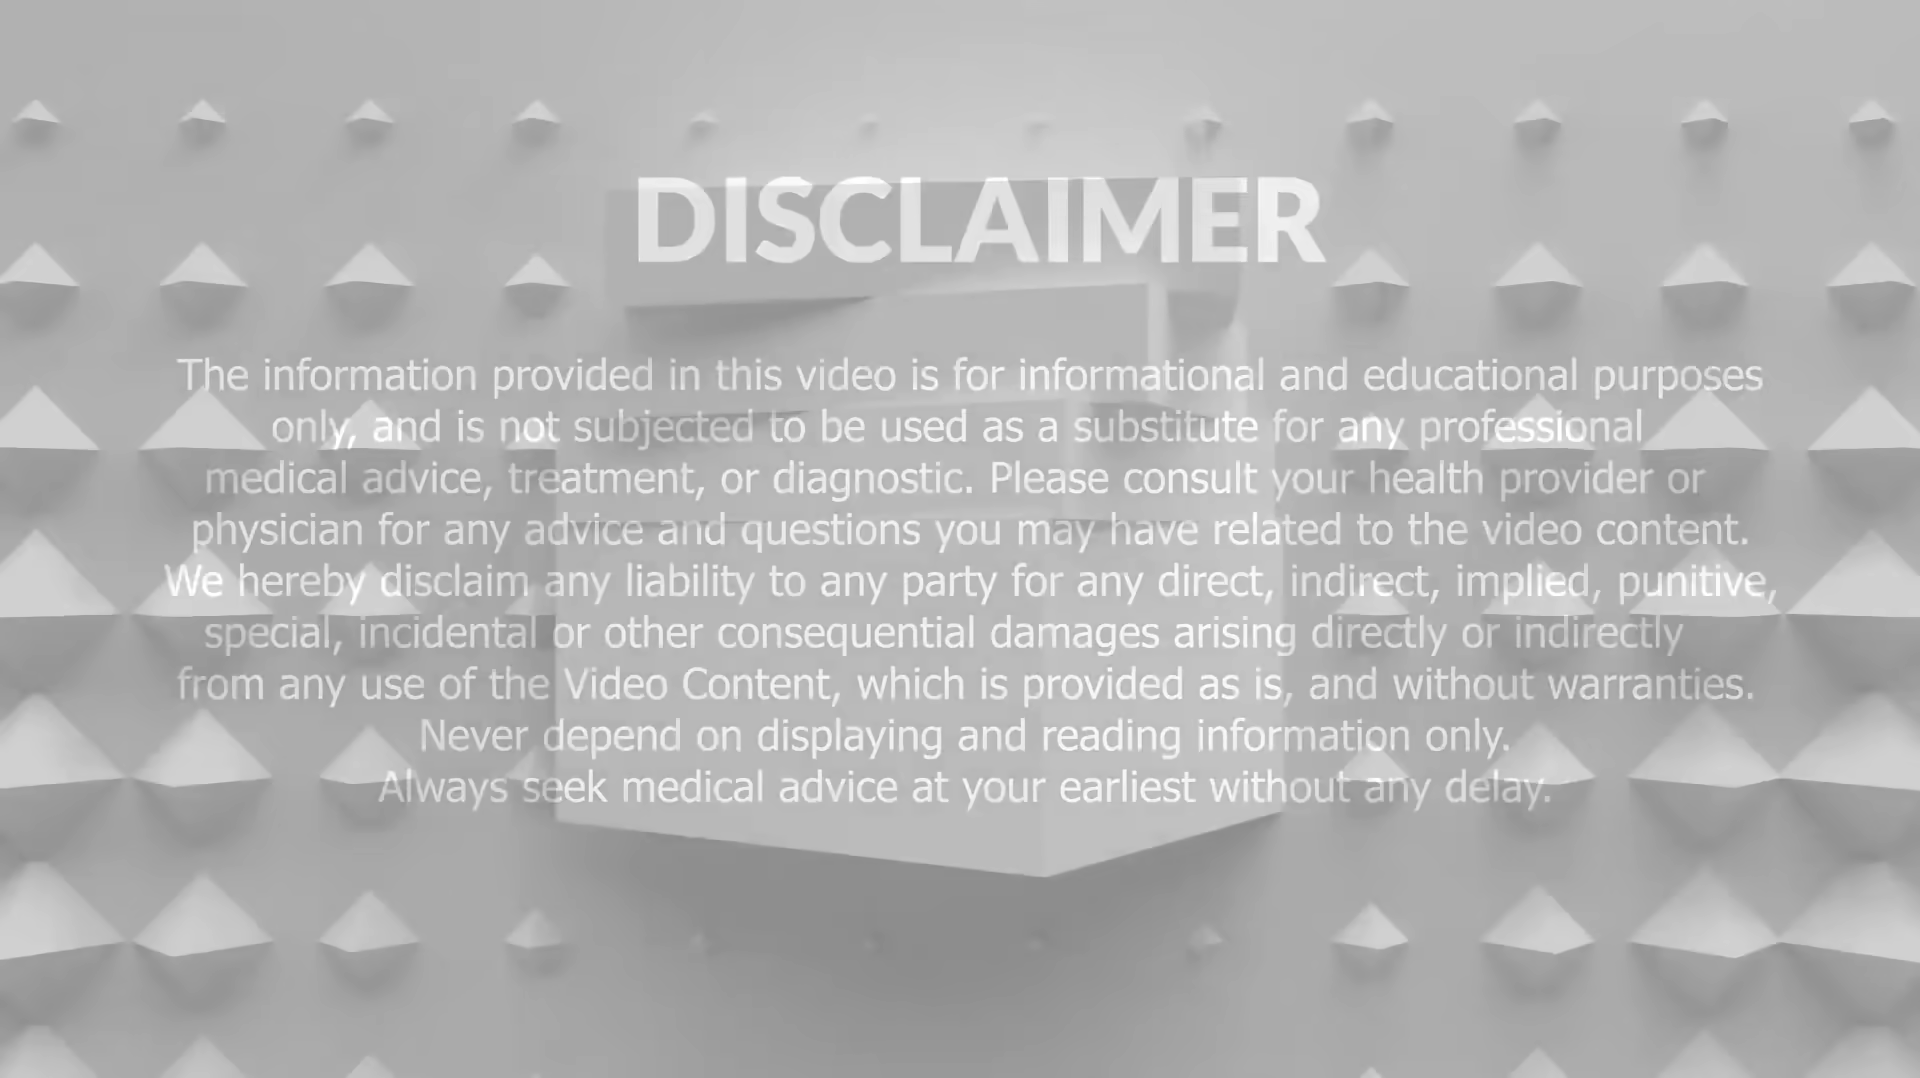 DISCLAIMER
The information provided in this video is for informational and educational purposes
only, and is not subjected to be used as a substitute for any professional
medical advice, treatment, or diagnostic. Please consult your health provider or
physician for any advice and questions you may have related to the video content.
We hereby disclaim any liability to any party for any direct, indirect, implied, punitive,
special, incidental or other consequential damages arising directly or indirectly
from any use of the Video Content, which is provided as is, and without warranties.
Never depend on displaying and reading information only.
Always seek medical advice at your earliest without any delay.